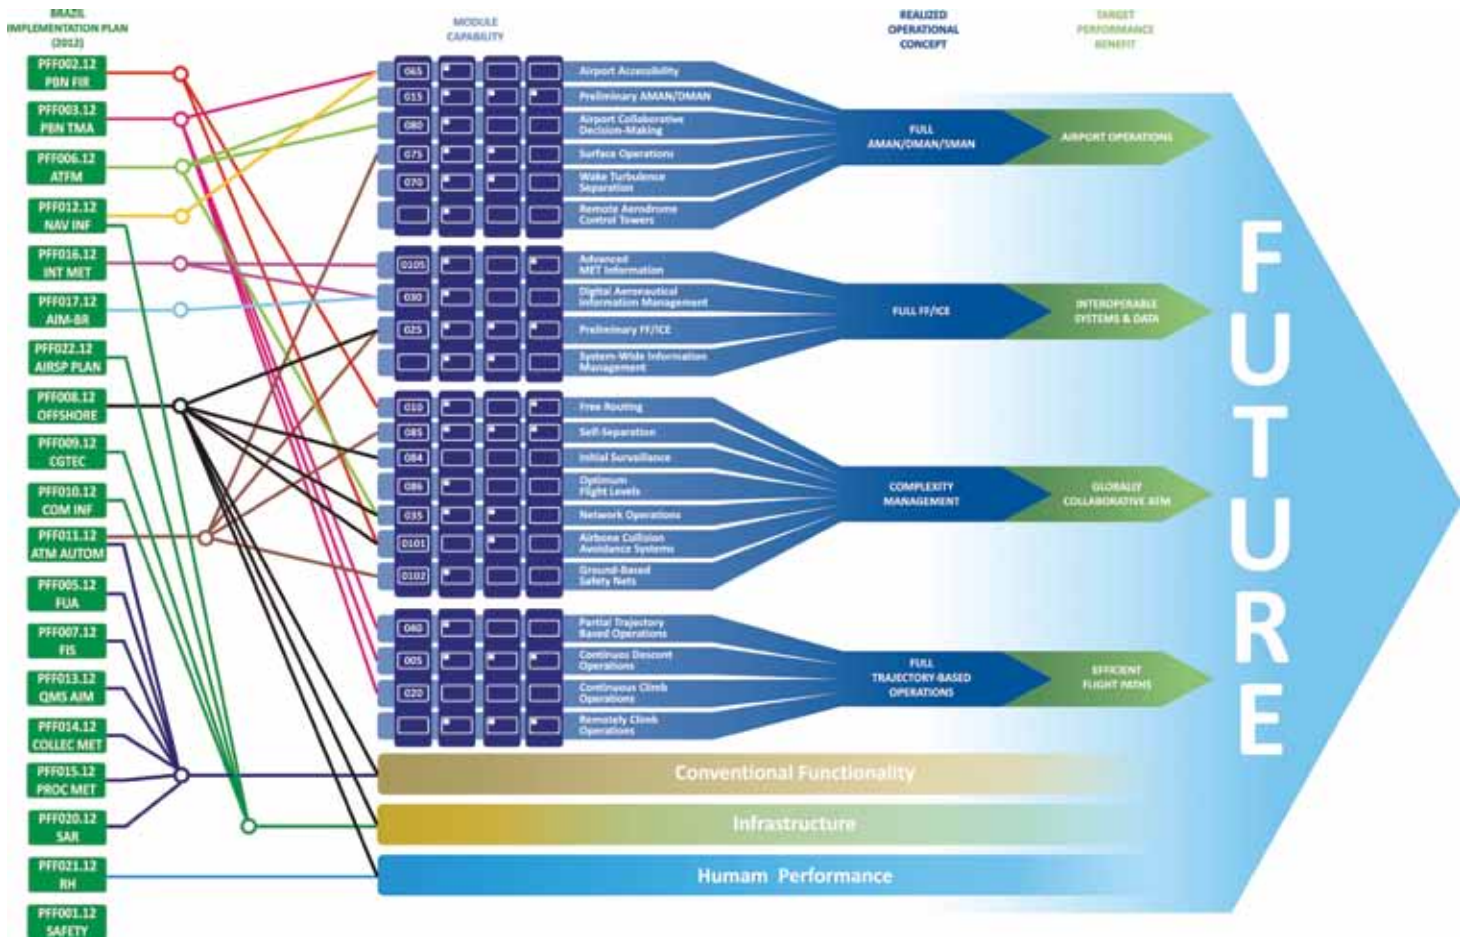 BRAZIL
IMPLEMENTATION PLAN
(2012)
MODULE
CAPABILITY
REALIZED
OPERATIONAL
CONCEPT
TARGET
PERFORMANCE
BENEFIT
PFF002.12
PBN FIR
PFF003.12
PBN TMA
PFF006.12
ATFM
PFF012.12
NAV INF
PFF016.12
INT MET
PFF017.12
AIM-BR
PFF022.12
AIRSP PLAN
PFF008.12
OFFSHORE
PFF009.12
CGTEC
PFF010.12
COM INF
PFF011.12
ATM AUTOM
PFF005.12
FUA
PFF007.12
FIS
PFF013.12
QMS AIM
PFF014.12
COLLEC MET
PFF015.12
PROC MET
PFF020.12
SAR
PFF021.12
RH
PFF001.12
SAFETY
065
Airport Accessibility
015
Preliminary AMAN/DMAN
080
Airport Collaborative
Decision-Making
075
Surface Operations
070
Wake Turbulence
Separation
Remote Aerodrome
Control Towers
FULL
AMAN/DMAN/SMAN
AIRPORT OPERATIONS
0105
Advanced
MET Information
030
Digital Aeronautical
Information Management
025
Preliminary FF/ICE
System-Wide Information
Management
FULL FF/ICE
INTEROPERABLE
SYSTEMS & DATA
010
Free Routing
085
Self-Separation
084
Initial Survaillance
086
Optimum
Flight Levels
035
Network Operations
0101
Airbone Collision
Avoidance Systems
0102
Ground-Based
Safety Nets
COMPLEXITY
MANAGEMENT
GLOBALLY
COLLABORATIVE ATM
040
Partial Trajectory
Based Operations
005
Continuos Descent
Operations
020
Continuous Climb
Operations
Remotely Climb
Operations
FULL
TRAJECTORY-BASED
OPERATIONS
EFFICIENT
FLIGHT PATHS
Conventional Functionality
Infrastructure
Humam Performance
FUTURE